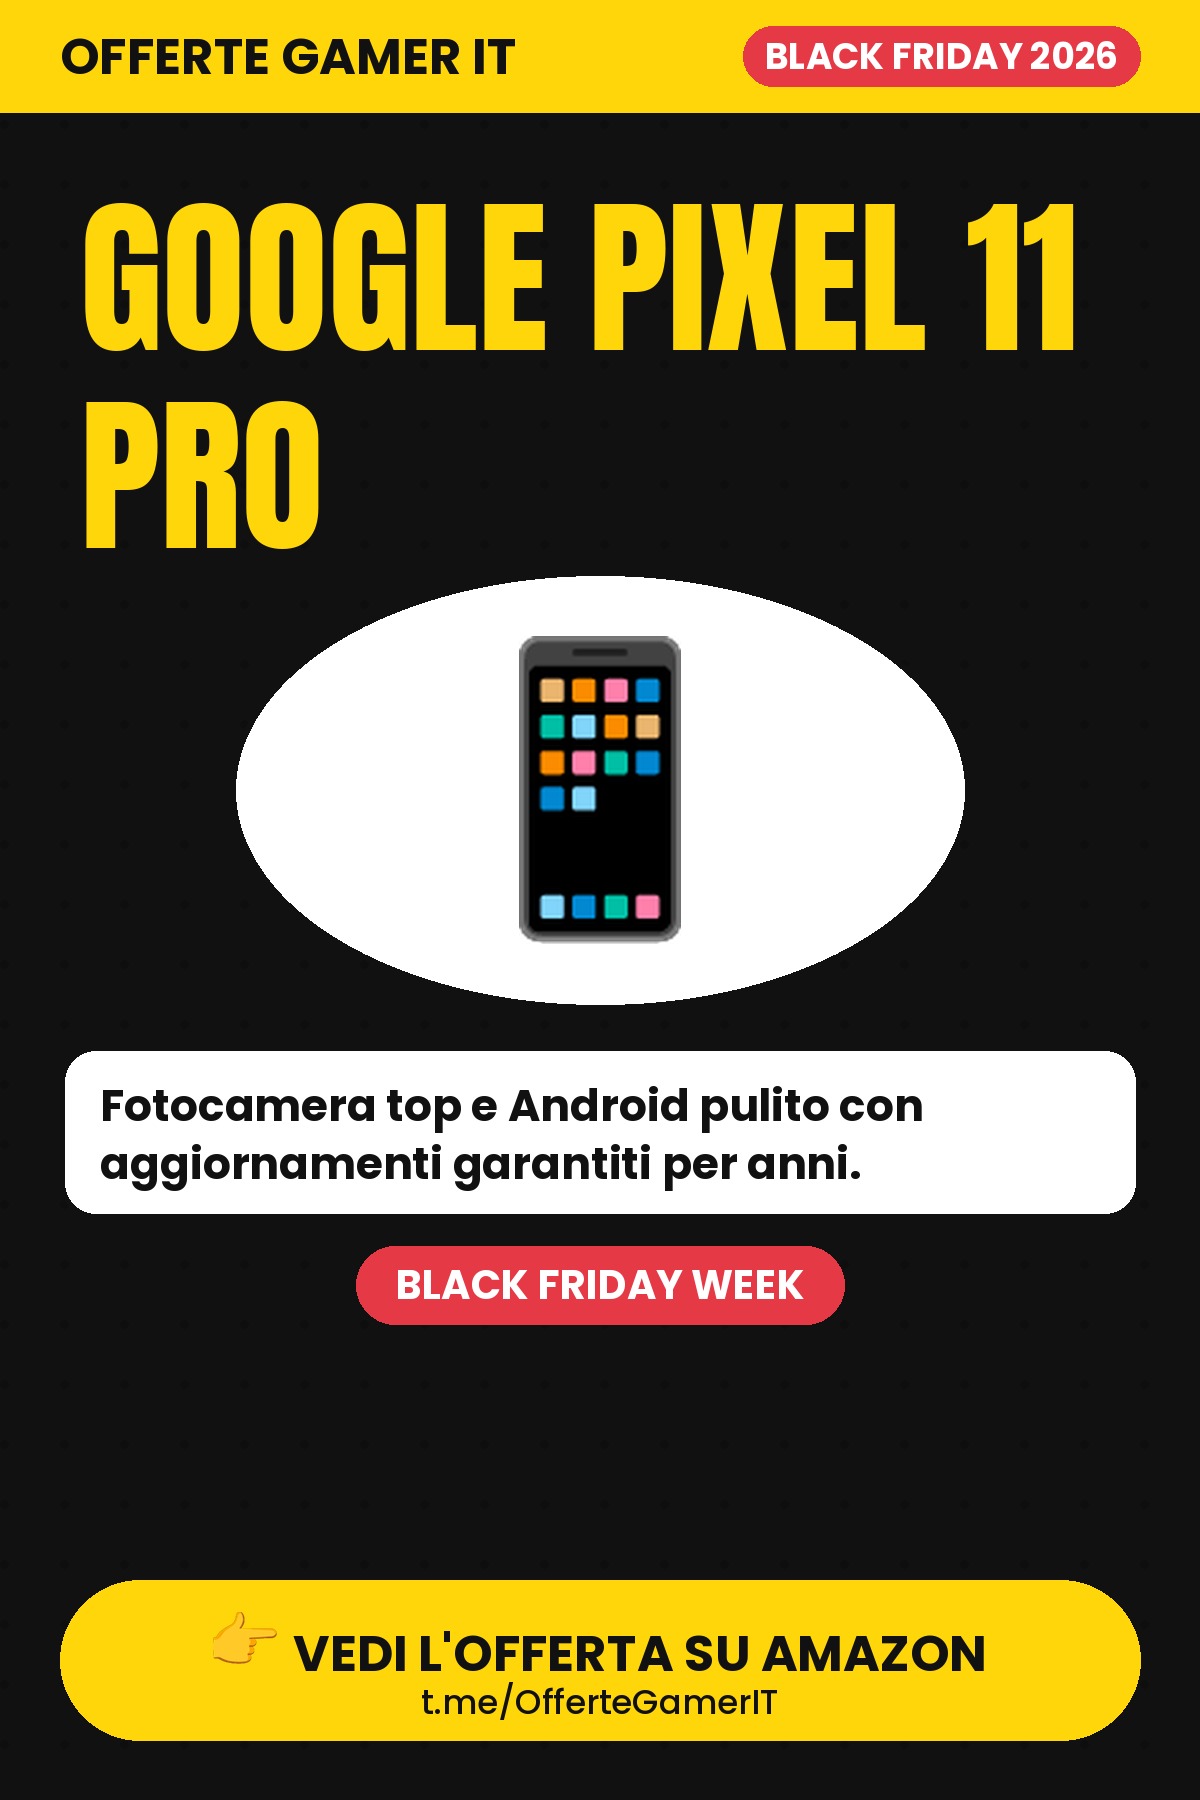 OFFERTE GAMER IT
BLACK FRIDAY 2026
GOOGLE PIXEL 11
PRO
Fotocamera top e Android pulito con
aggiornamenti garantiti per anni.
BLACK FRIDAY WEEK
👉 VEDI L'OFFERTA SU AMAZON
t.me/OfferteGamerIT